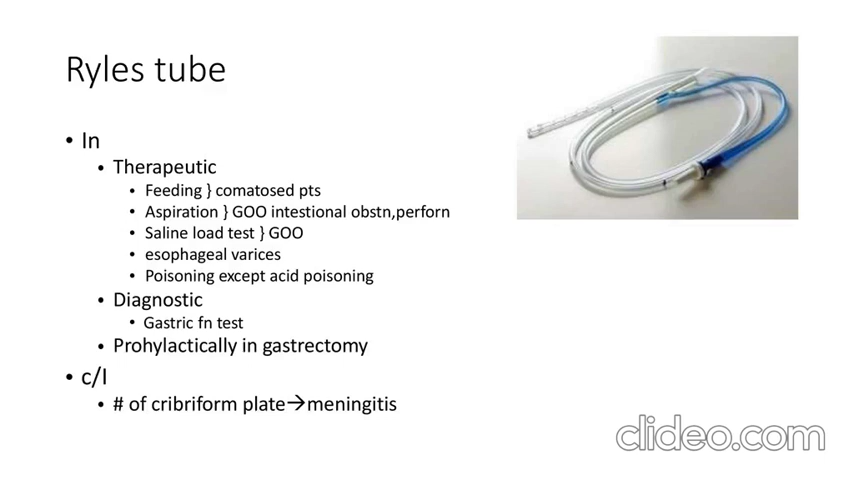 Ryles tube
• In
• Therapeutic
• Feeding } comatosed pts
• Aspiration } GOO intestional obstn,perforn
• Saline load test } GOO
• esophageal varices
• Poisoning except acid poisoning
• Diagnostic
• Gastric fn test
• Prohylactically in gastrectomy
• c/I
• # of cribriform plate→meningitis
clideo.com